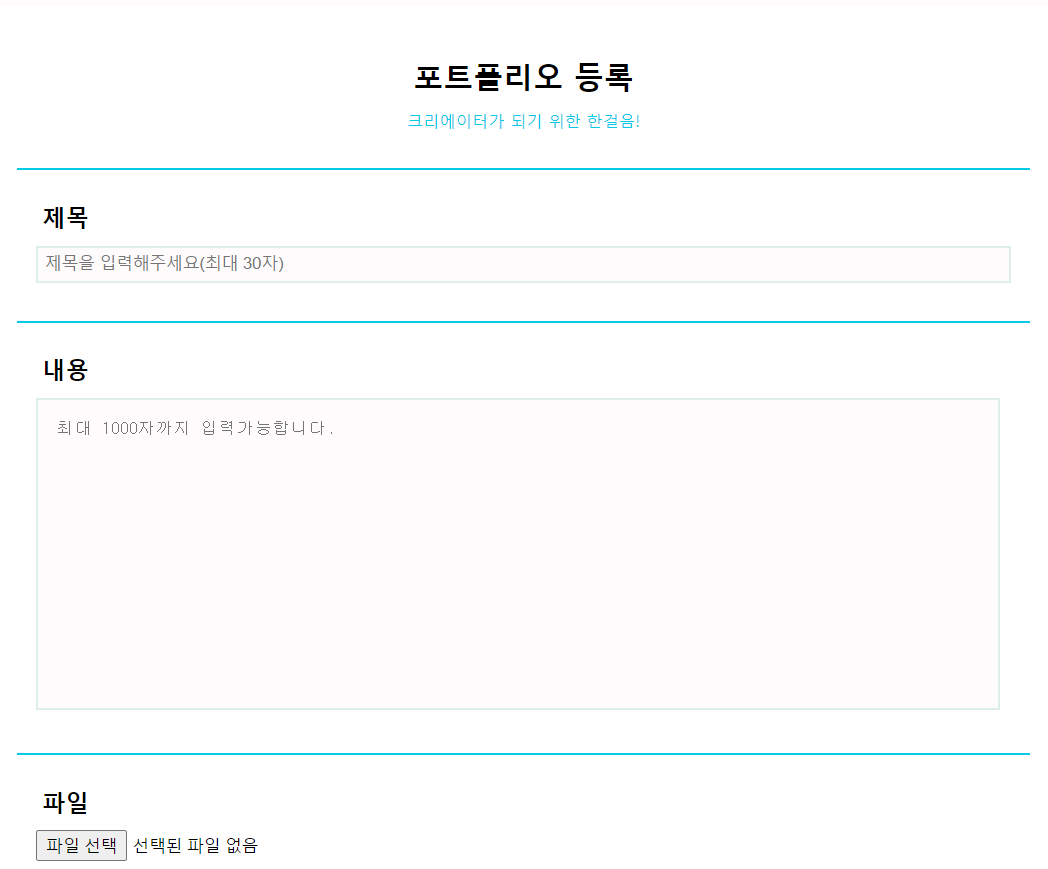 포트폴리오 등록
크리에이터가 되기 위한 한걸음!
제목
제목을 입력해주세요(최대 30자)
내용
최대 1000자까지 입력가능합니다.
파일
파일 선택 선택된 파일 없음